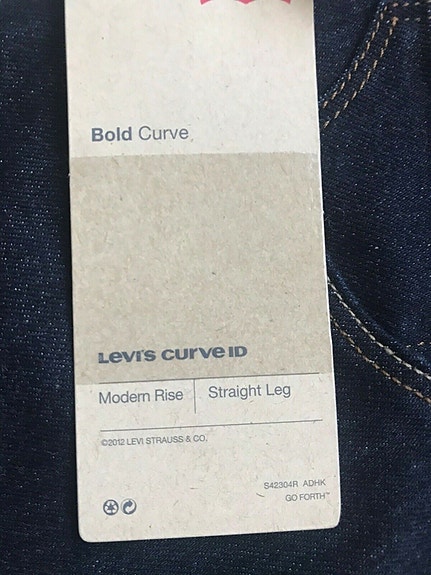 Bold Curve
Levi's Curve ID
Modern Rise Straight Leg
©2012 LEVI STRAUSS & CO.
S42304R ADHK
GO FORTH™